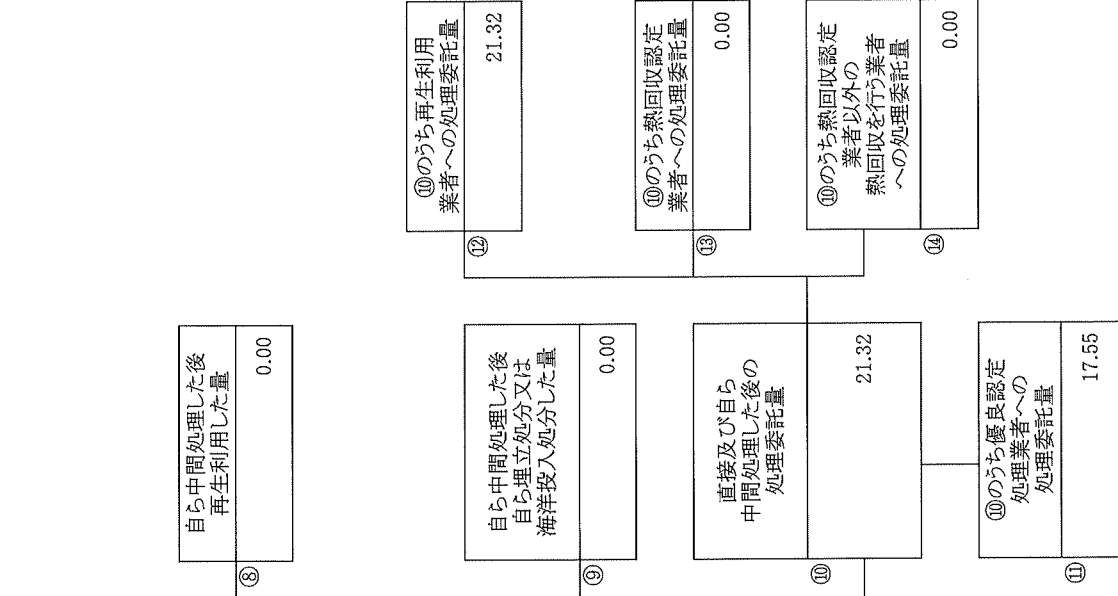 ⑧
自ら中間処理した後
再生利用した量
0.00
⑨
自ら中間処理した後
自ら埋立処分又は
海洋投入処分した量
0.00
⑩
直接及び自ら
中間処理した後の
処理委託量
21.32
⑪
⑩のうち優良認定
処理業者への
処理委託量
17.55
⑫
⑩のうち再生利用
業者への処理委託量
21.32
⑬
⑩のうち熱回収認定
業者への処理委託量
0.00
⑭
⑩のうち熱回収認定
業者以外の
熱回収を行う業者
への処理委託量
0.00